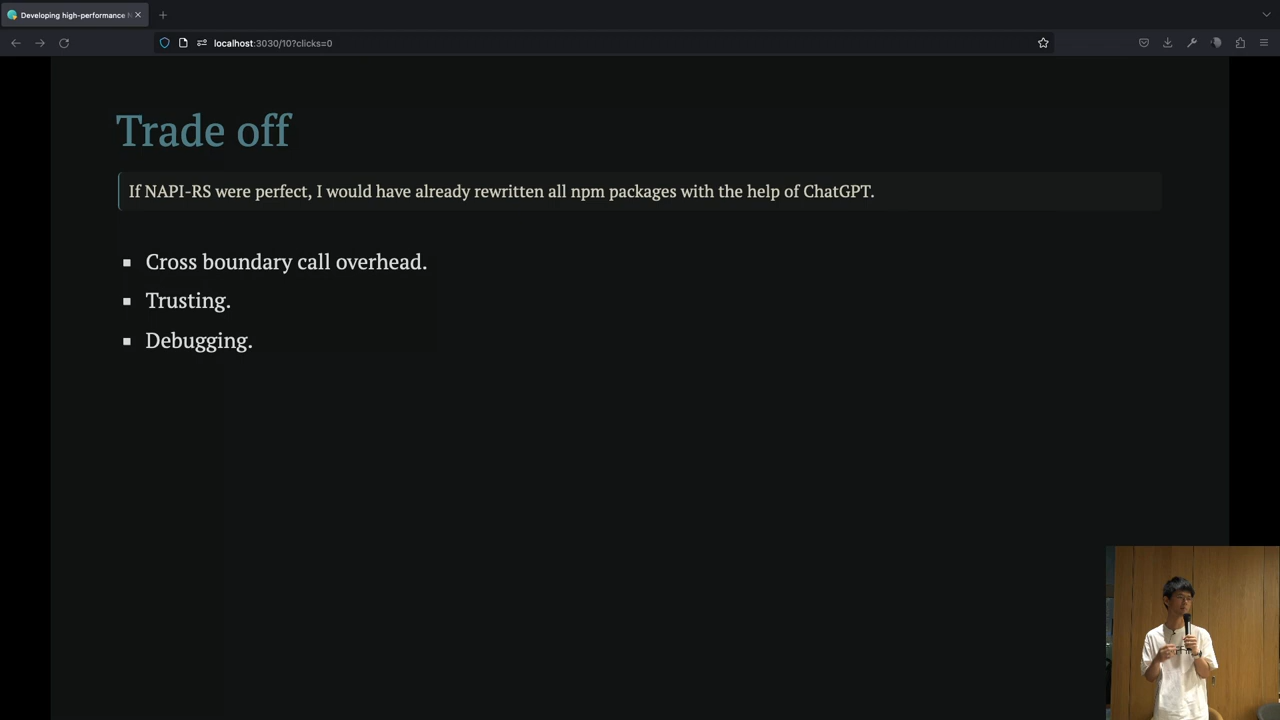 Developing high-performance
localhost:3030/10?clicks=0
Trade off
If NAPI-RS were perfect, I would have already rewritten all npm packages with the help of ChatGPT.
Cross boundary call overhead.
Trusting.
Debugging.